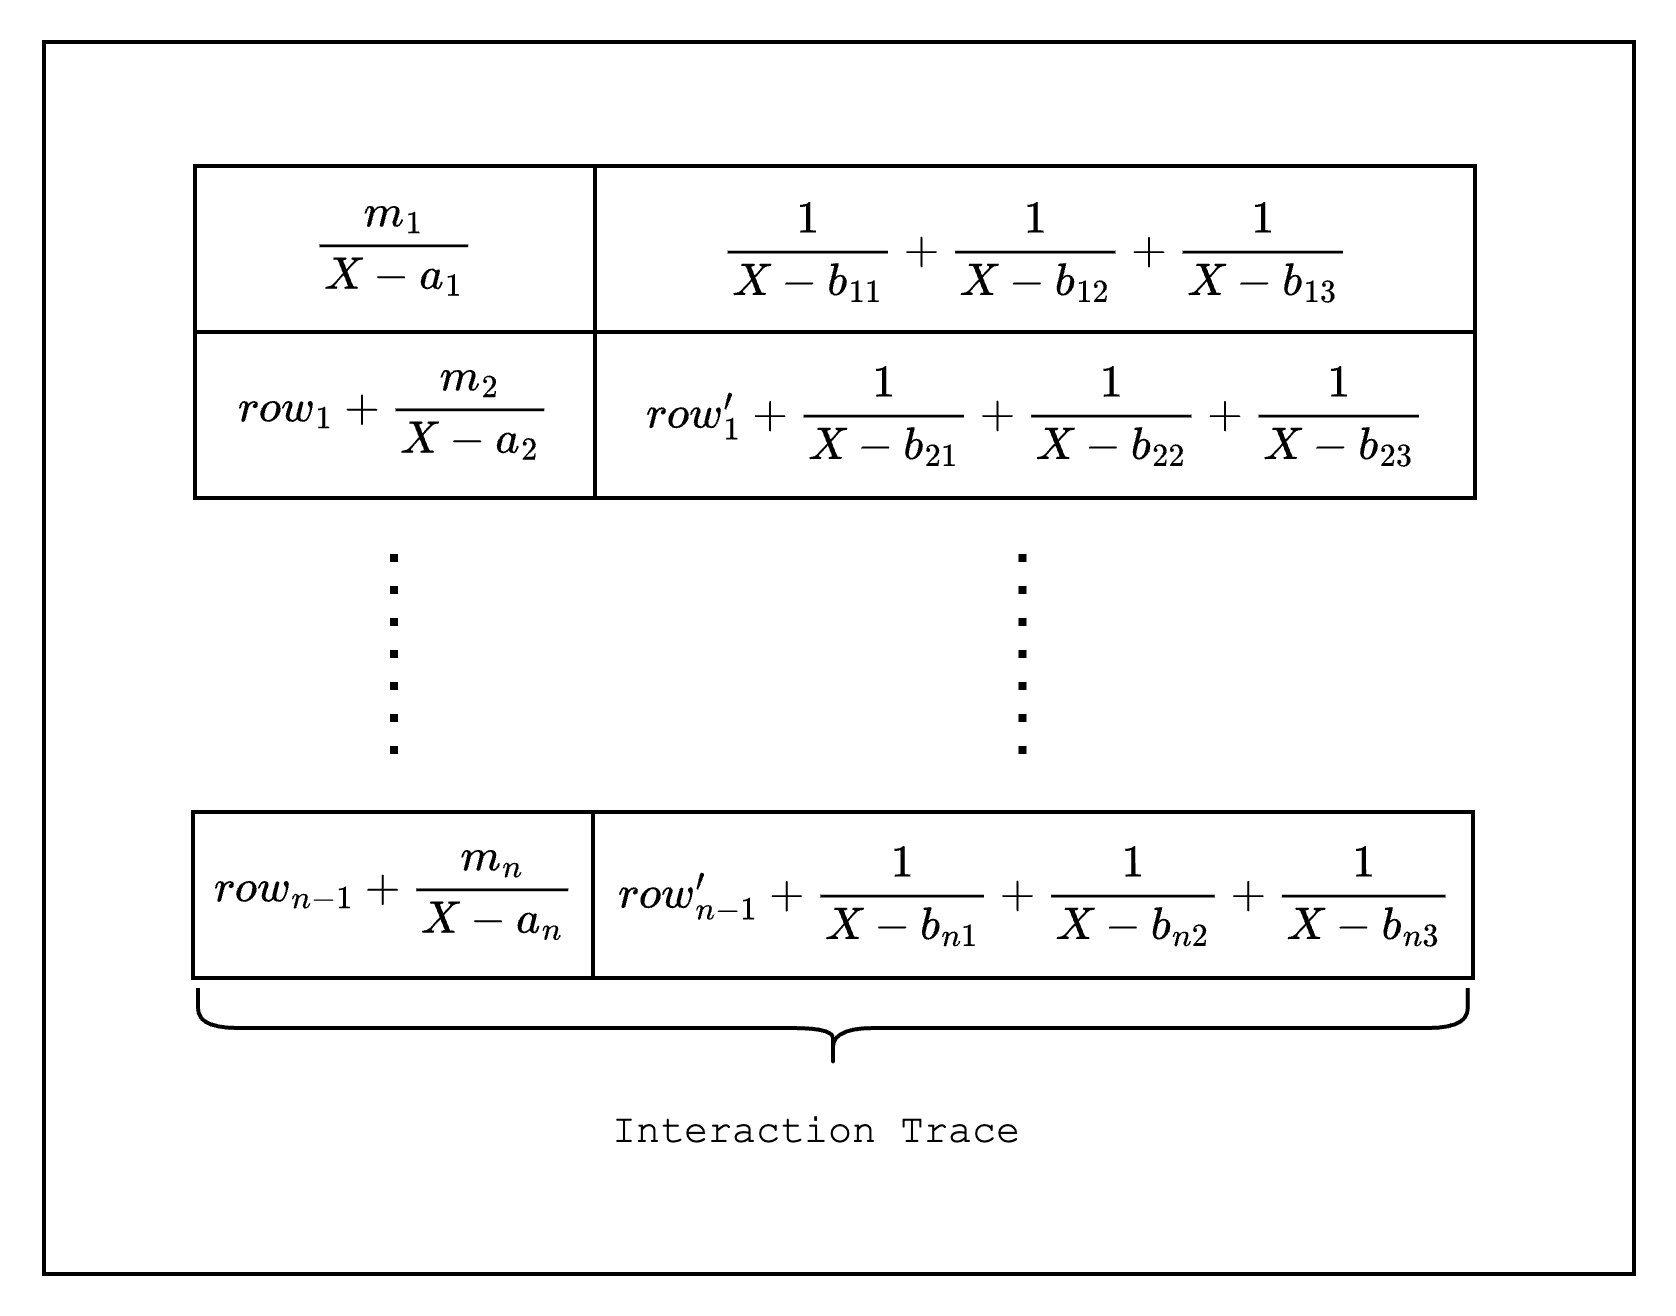 $\frac{m_1}{X - a_1}$ $\frac{1}{X - b_{11}} + \frac{1}{X - b_{12}} + \frac{1}{X - b_{13}}$
$row_1 + \frac{m_2}{X - a_2}$ $row'_1 + \frac{1}{X - b_{21}} + \frac{1}{X - b_{22}} + \frac{1}{X - b_{23}}$
$row_{n-1} + \frac{m_n}{X - a_n}$ $row'_{n-1} + \frac{1}{X - b_{n1}} + \frac{1}{X - b_{n2}} + \frac{1}{X - b_{n3}}$
Interaction Trace